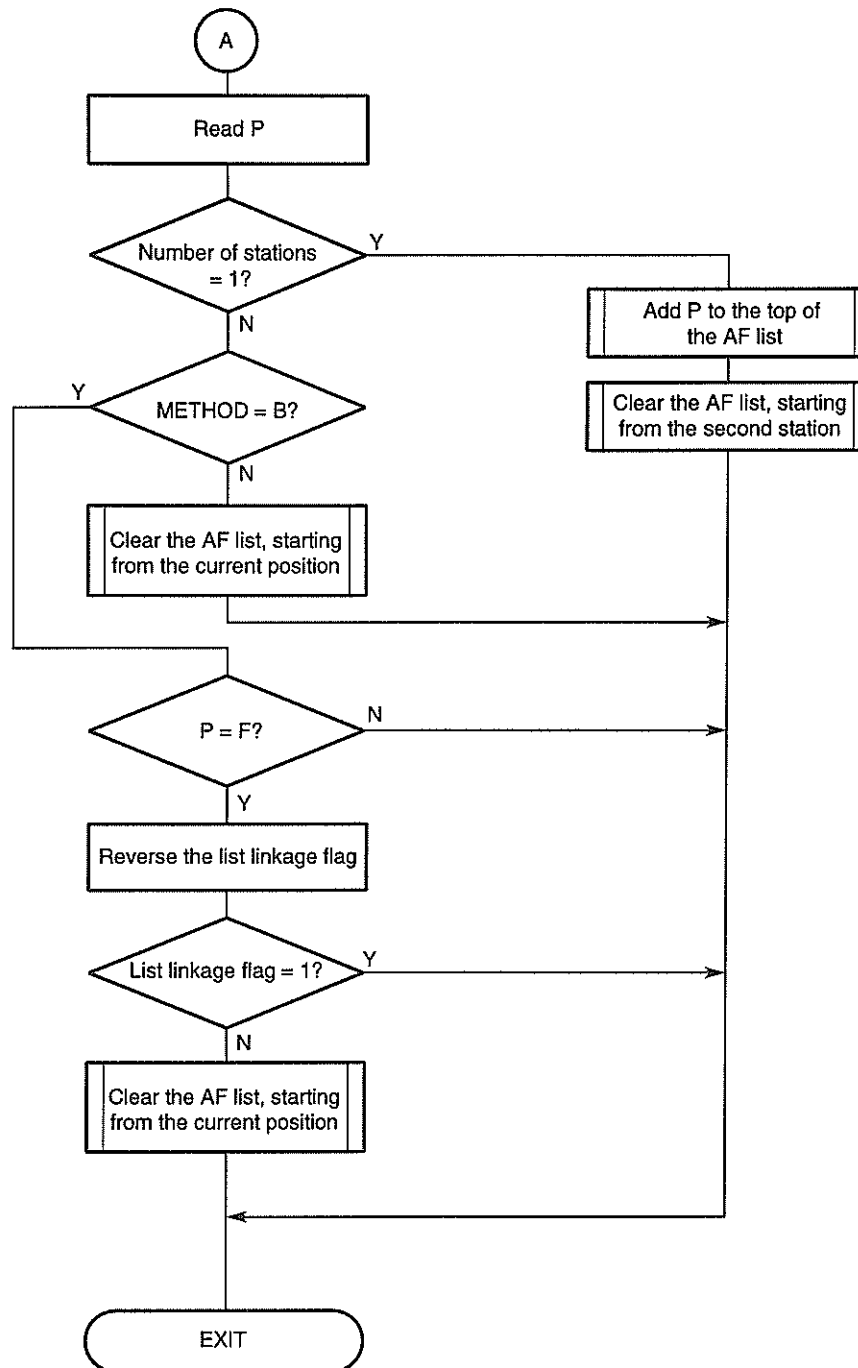 A
Read P
Number of stations
= 1?
Y
N
Add P to the top of
the AF list
Clear the AF list, starting
from the second station
Y
METHOD = B?
N
Clear the AF list, starting
from the current position
P = F?
N
Y
Reverse the list linkage flag
List linkage flag = 1?
Y
N
Clear the AF list, starting
from the current position
EXIT